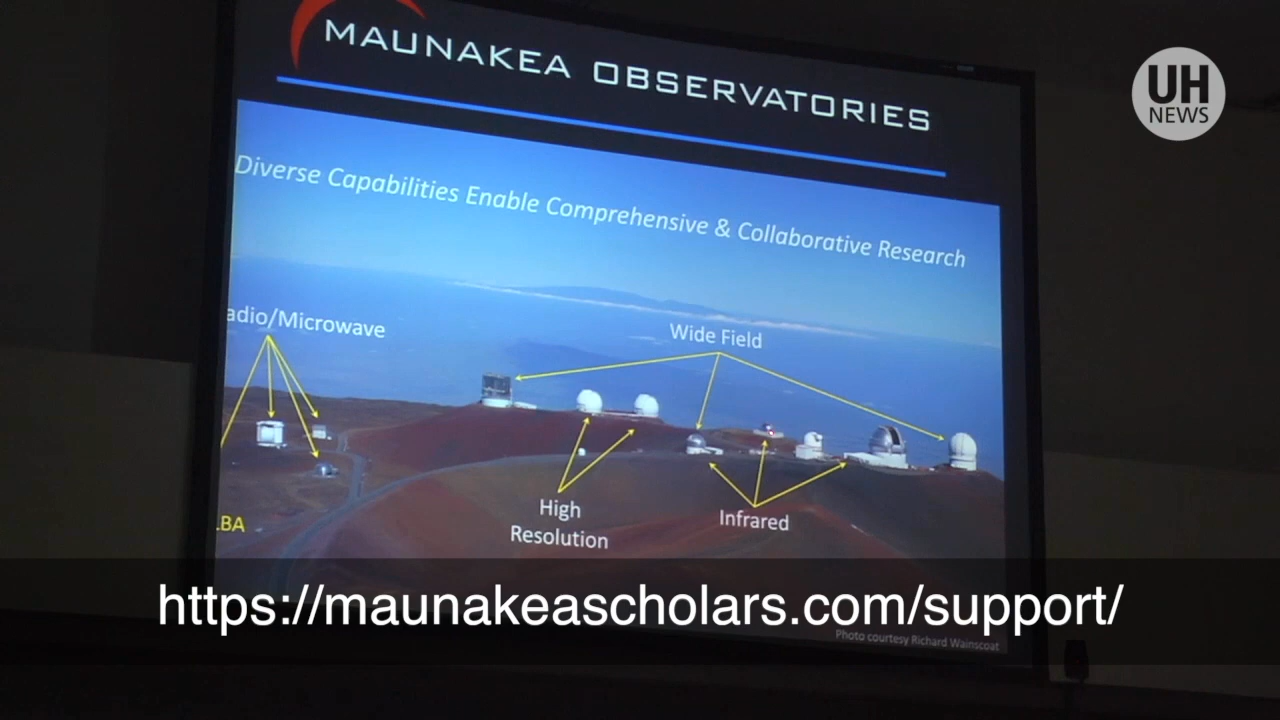 MAUNAKEA OBSERVATORIES
UH
NEWS
Diverse Capabilities Enable Comprehensive & Collaborative Research
adio/Microwave
Wide Field
High
Resolution
Infrared
LBA
https://maunakeascholars.com/support/
Photo courtesy Richard Wainscoat